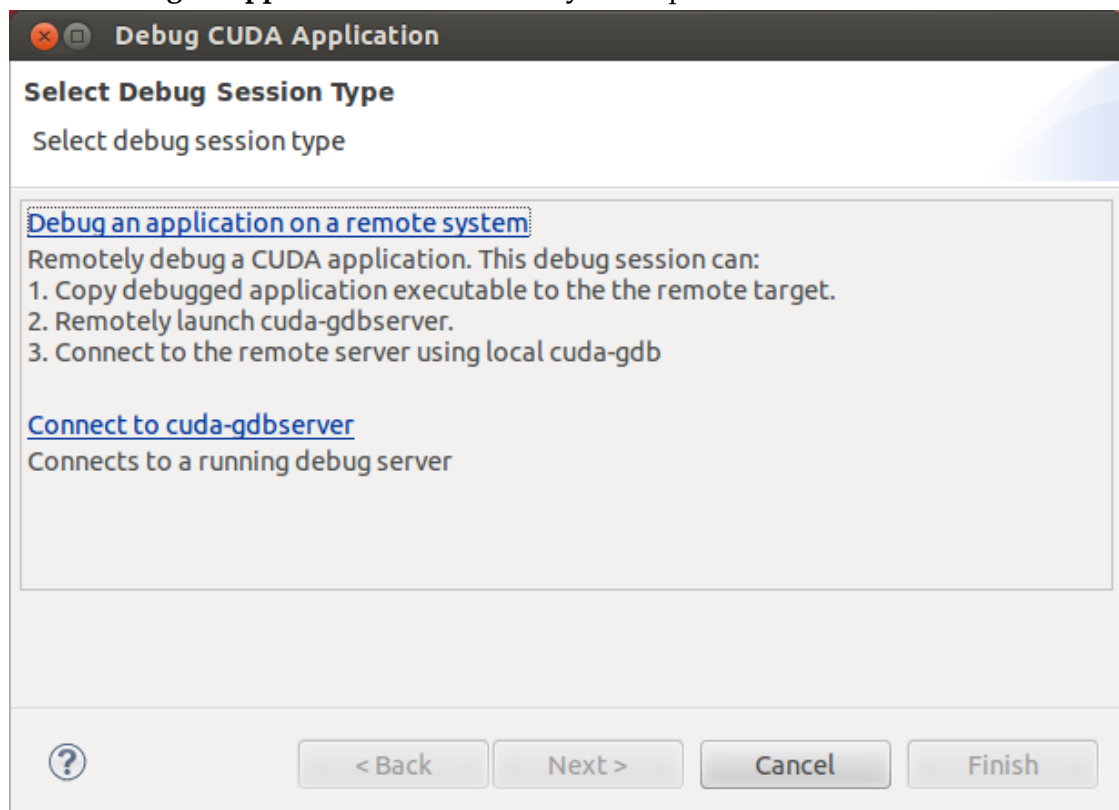 Debug CUDA Application
Select Debug Session Type
Select debug session type
Debug an application on a remote system
Remotely debug a CUDA application. This debug session can:
1. Copy debugged application executable to the the remote target.
2. Remotely launch cuda-gdbserver.
3. Connect to the remote server using local cuda-gdb
Connect to cuda-gdbserver
Connects to a running debug server
? < Back Next > Cancel Finish